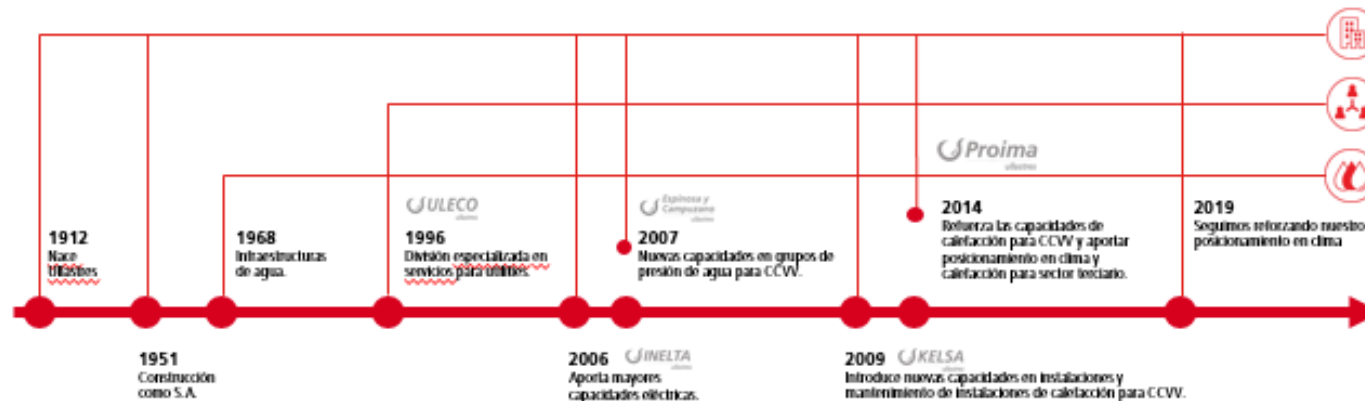 Proima
ULECO
Espinosa y
Campuzano
1912
Nace
Ullastres
1968
Infraestructuras
de agua.
1996
División especializada en
servicios para utilities.
2007
Nuevas capacidades en grupos de
presión de agua para CCVV.
2014
Refuerza las capacidades de
calefacción para CCVV y aportar
posicionamiento en clima y
calefacción para sector terciario.
2019
Seguimos reforzando nuestro
posicionamiento en clima
1951
Construcción
como S.A.
2006 INELTA
Aporta mayores
capacidades eléctricas.
2009 KELSA
Introduce nuevas capacidades en instalaciones y
mantenimiento de instalaciones de calefacción para CCVV.